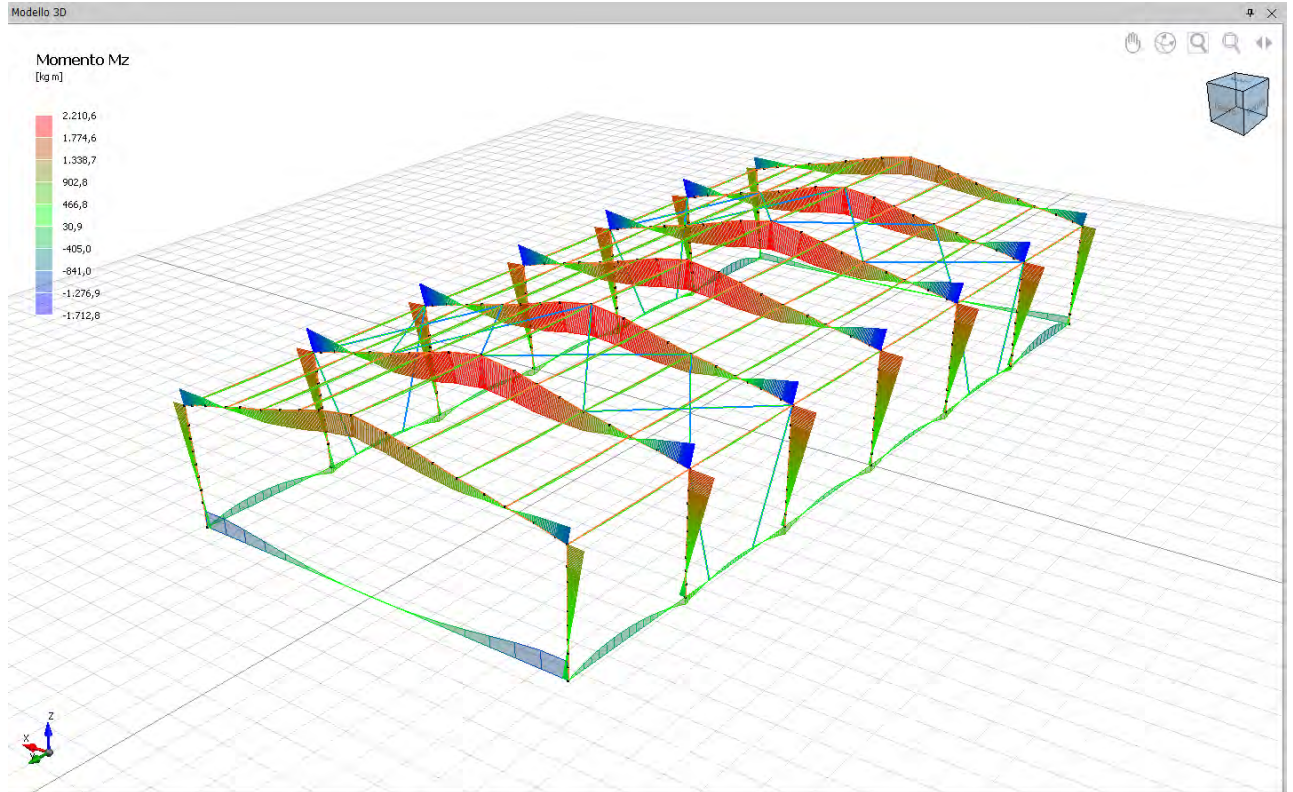 Modello 3D
Momento Mz
[kg m]
2.210,6
1.774,6
1.338,7
902,8
466,8
30,9
-405,0
-841,0
-1.276,9
-1.712,8
Z
X